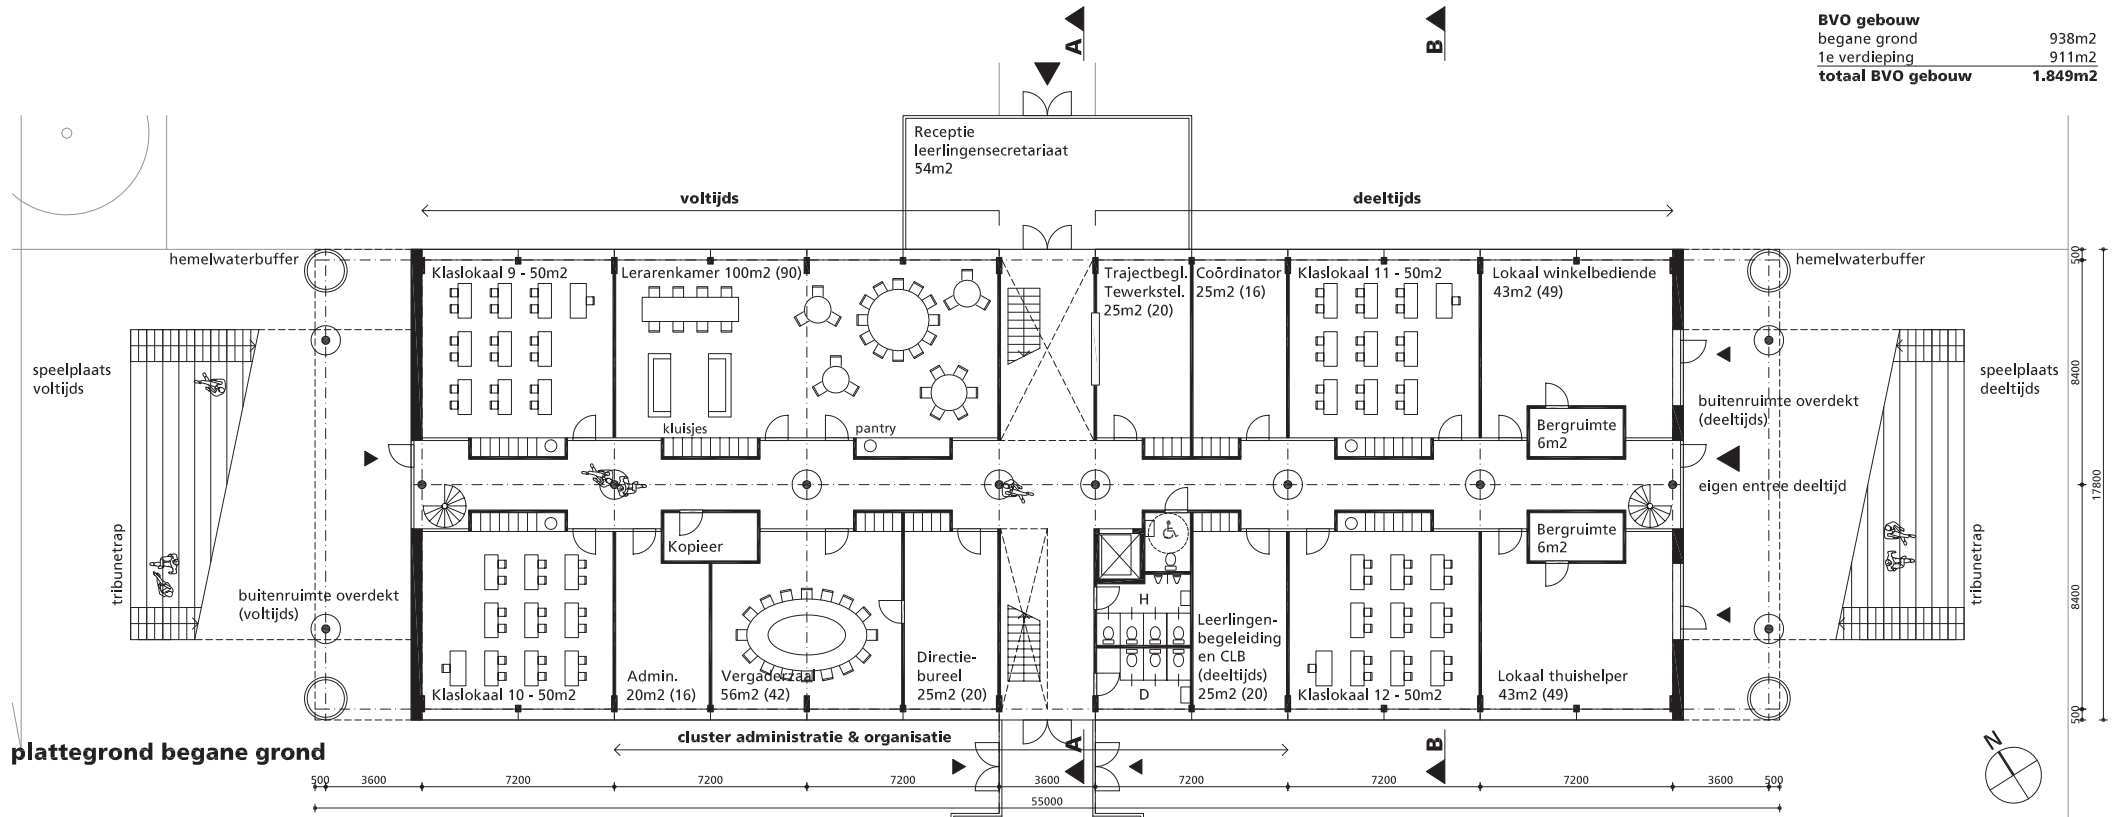 A
B
BVO gebouw
begane grond 938m2
1e verdieping 911m2
totaal BVO gebouw 1.849m2
Receptie
leerlingensecretariaat
54m2
voltijds
deeltijds
hemelwaterbuffer
hemelwaterbuffer
Klaslokaal 9 - 50m2
Lerarenkamer 100m2 (90)
Trajectbegl.
Tewerkstel.
25m2 (20)
Coördinator
25m2 (16)
Klaslokaal 11 - 50m2
Lokaal winkelbediende
43m2 (49)
speelplaats
voltijds
speelplaats
deeltijds
buitenruimte overdekt
(deeltijds)
kluisjes
pantry
Bergruimte
6m2
eigen entree deeltijd
Kopieer
Bergruimte
6m2
tribunetrap
tribunetrap
buitenruimte overdekt
(voltijds)
H
D
Leerlingen-
begeleiding
en CLB
(deeltijds)
25m2 (20)
Directie-
bureel
25m2 (20)
Admin.
20m2 (16)
Vergaderzaal
56m2 (42)
Klaslokaal 10 - 50m2
Klaslokaal 12 - 50m2
Lokaal thuishelper
43m2 (49)
500
8400
17800
8400
500
plattegrond begane grond
cluster administratie & organisatie
A
B
N
500 3600 7200 7200 7200 3600 7200 7200 7200 3600 500
55000